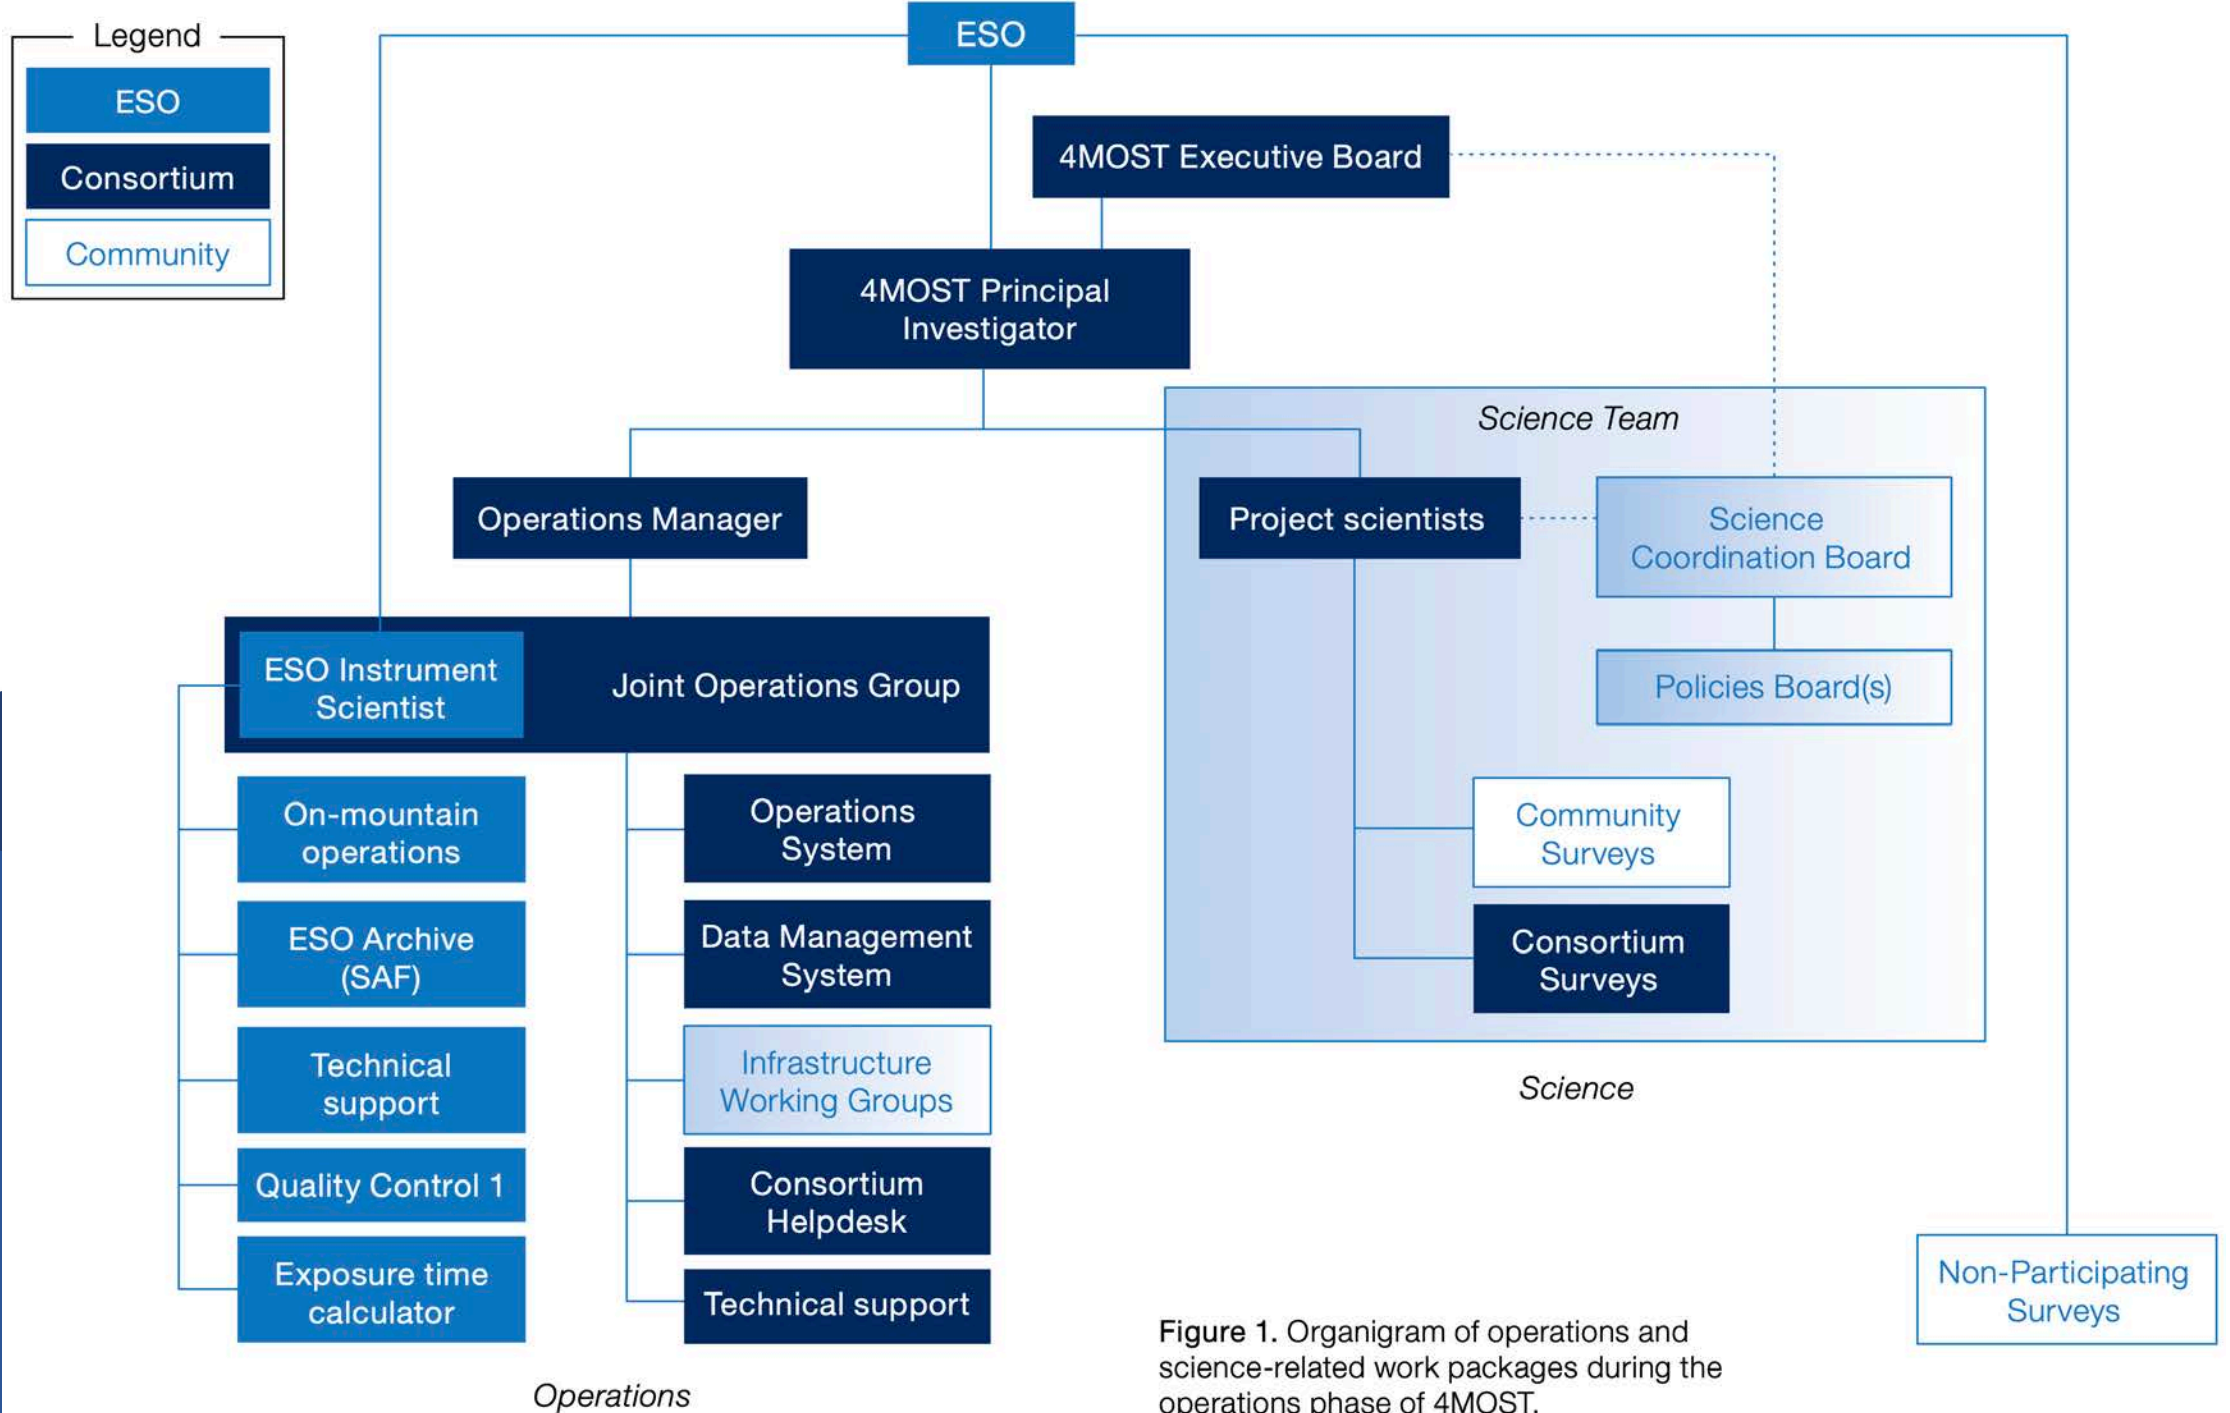 Legend
ESO
Consortium
Community
ESO
4MOST Executive Board
4MOST Principal
Investigator
Science Team
Operations Manager
Project scientists
Science
Coordination Board
Policies Board(s)
ESO Instrument
Scientist
Joint Operations Group
On-mountain
operations
ESO Archive
(SAF)
Technical
support
Quality Control 1
Exposure time
calculator
Operations
System
Data Management
System
Infrastructure
Working Groups
Consortium
Helpdesk
Technical support
Operations
Community
Surveys
Consortium
Surveys
Science
Non-Participating
Surveys
Figure 1. Organigram of operations and
science-related work packages during the
operations phase of 4MOST.